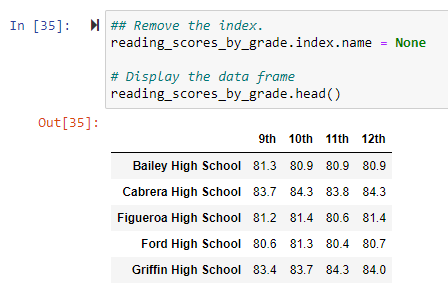 In [35]:
## Remove the index.
reading_scores_by_grade.index.name = None
# Display the data frame
reading_scores_by_grade.head()
Out[35]:
9th 10th 11th 12th
Bailey High School 81.3 80.9 80.9 80.9
Cabrera High School 83.7 84.3 83.8 84.3
Figueroa High School 81.2 81.4 80.6 81.4
Ford High School 80.6 81.3 80.4 80.7
Griffin High School 83.4 83.7 84.3 84.0